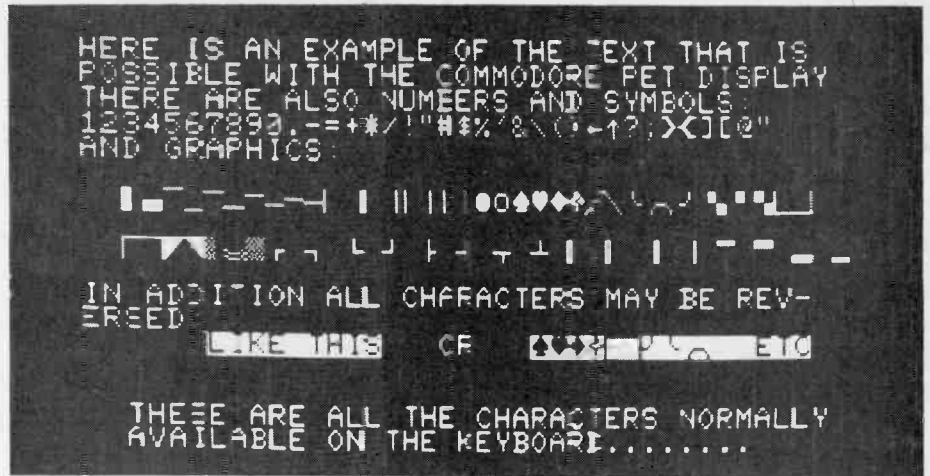 HERE IS AN EXAMPLE OF THE TEXT THAT IS
POSSIBLE WITH THE COMMODORE PET DISPLAY
THERE ARE ALSO NUMBERS AND SYMBOLS:
1234567890.-=+*/!"#$%'&\()←↑?;><][@"
AND GRAPHICS:
IN ADDITION ALL CHARACTERS MAY BE REV-
ERSED
LIKE THIS OR ETC
THESE ARE ALL THE CHARACTERS NORMALLY
AVAILABLE ON THE KEYBOARD........